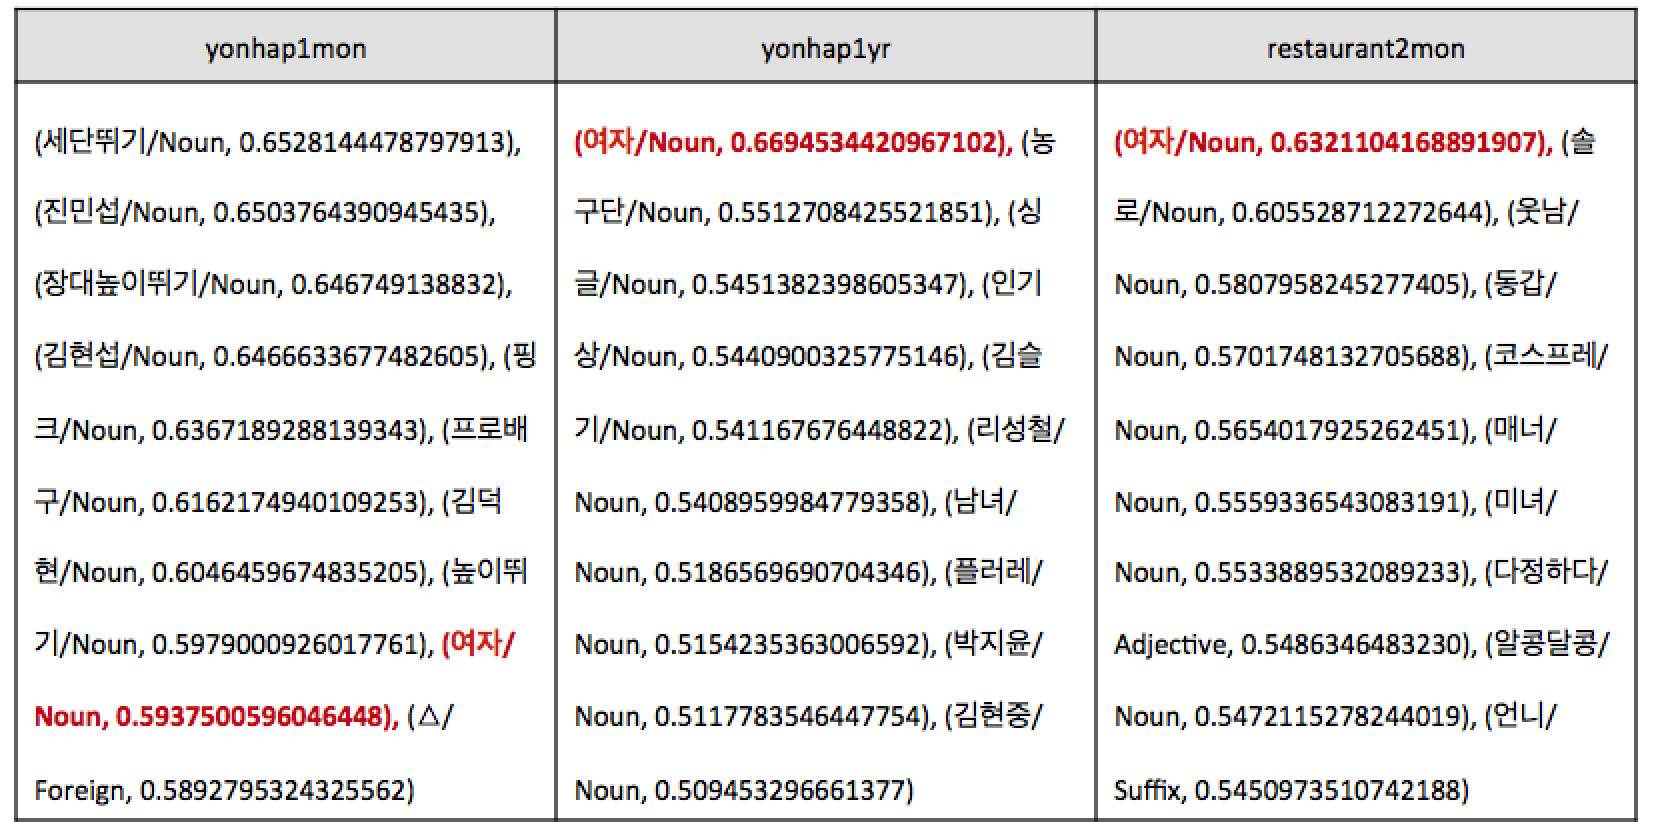 yonhap1mon
(세단뛰기/Noun, 0.6528144478797913),
(진민섭/Noun, 0.6503764390945435),
(장대높이뛰기/Noun, 0.646749138832),
(김현섭/Noun, 0.6466633677482605), (핑
크/Noun, 0.6367189288139343), (프로배
구/Noun, 0.6162174940109253), (김덕
현/Noun, 0.6046459674835205), (높이뛰
기/Noun, 0.5979000926017761), (여자/
Noun, 0.5937500596046448), (△/
Foreign, 0.5892795324325562)
yonhap1yr
(여자/Noun, 0.6694534420967102), (농
구단/Noun, 0.5512708425521851), (싱
글/Noun, 0.5451382398605347), (인기
상/Noun, 0.5440900325775146), (김슬
기/Noun, 0.541167676448822), (리성철/
Noun, 0.5408959984779358), (남녀/
Noun, 0.5186569690704346), (플러레/
Noun, 0.5154235363006592), (박지윤/
Noun, 0.5117783546447754), (김현중/
Noun, 0.509453296661377)
restaurant2mon
(여자/Noun, 0.6321104168891907), (솔
로/Noun, 0.605528712272644), (웃남/
Noun, 0.5807958245277405), (동갑/
Noun, 0.5701748132705688), (코스프레/
Noun, 0.5654017925262451), (매너/
Noun, 0.5559336543083191), (미녀/
Noun, 0.5533889532089233), (다정하다/
Adjective, 0.5486346483230), (알콩달콩/
Noun, 0.5472115278244019), (언니/
Suffix, 0.5450973510742188)